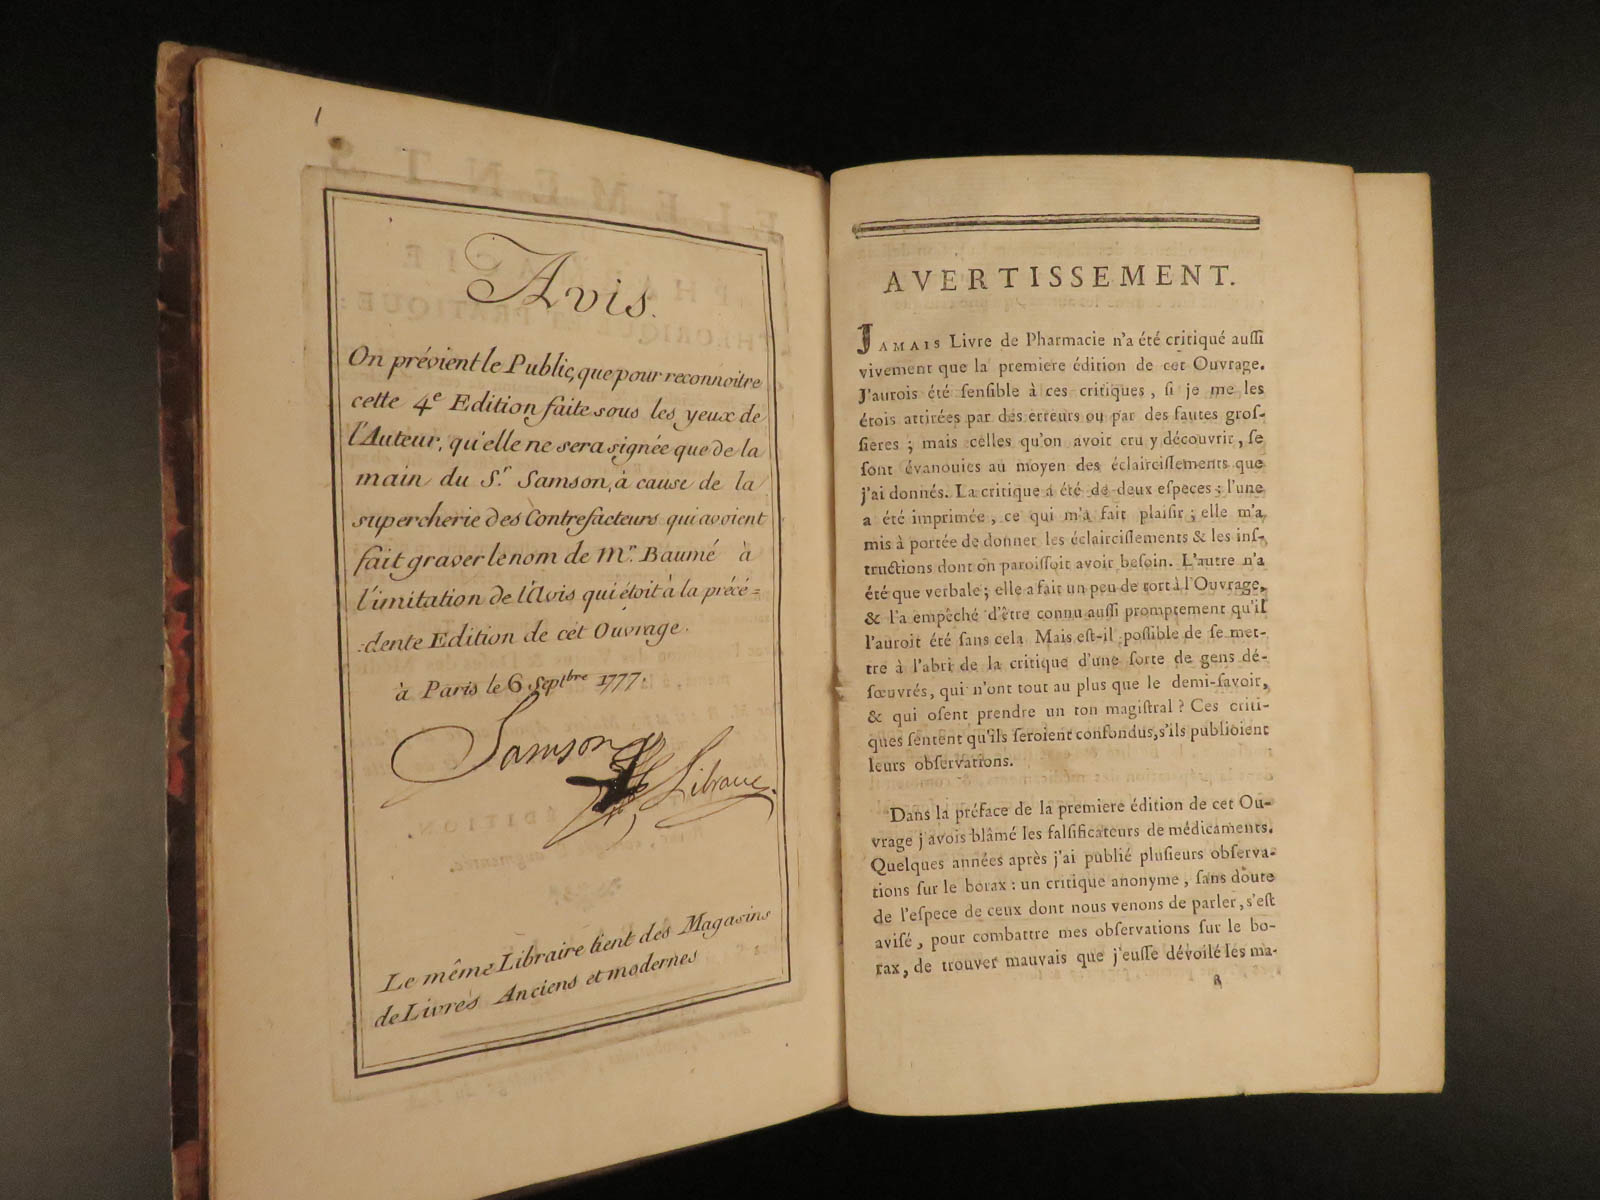 1
Avis.
On prévient le Public, que pour reconnoitre
cette 4e Edition faite sous les yeux de
l'Auteur, qu'elle ne sera signée que de la
main du Sr. Samson, à cause de la
supercherie des Contrefacteurs qui avoient
fait graver le nom de Mr. Baumé à
l'imitation de l'Avis qui étoit à la précé=
=dente Edition de cet Ouvrage.
à Paris le 6 Septbre 1777.
Samson
Libraire
Le même Libraire tient des Magasins
de Livres Anciens et modernes
AVERTISSEMENT.
JAMAIS Livre de Pharmacie n'a été critiqué auſſi
vivement que la premiere édition de cet Ouvrage.
J'aurois été ſenſible à ces critiques, ſi je me les
étois attirées par des erreurs ou par des fautes groſ-
ſieres ; mais celles qu'on avoit cru y découvrir, ſe
ſont évanouies au moyen des éclairciſſements que
j'ai donnés. La critique a été de deux eſpeces ; l'une
a été imprimée, ce qui m'a fait plaiſir ; elle m'a
mis à portée de donner les éclairciſſements & les inſ-
tructions dont on paroiſſoit avoir beſoin. L'autre n'a
été que verbale ; elle a fait un peu de tort à l'Ouvrage,
& l'a empêché d'être connu auſſi promptement qu'il
l'auroit été ſans cela. Mais eſt-il poſſible de ſe met-
tre à l'abri de la critique d'une ſorte de gens dé-
ſœuvrés, qui n'ont tout au plus que le demi-ſavoir,
& qui oſent prendre un ton magiſtral ? Ces criti-
ques ſentent qu'ils ſeroient confondus, s'ils publioient
leurs obſervations.
Dans la préface de la premiere édition de cet Ou-
vrage j'avois blâmé les falſificateurs de médicaments.
Quelques années après j'ai publié pluſieurs obſerva-
tions ſur le borax : un critique anonyme, ſans doute
de l'eſpece de ceux dont nous venons de parler, s'eſt
aviſé, pour combattre mes obſervations ſur le bo-
rax, de trouver mauvais que j'euſſe dévoilé les ma-
a